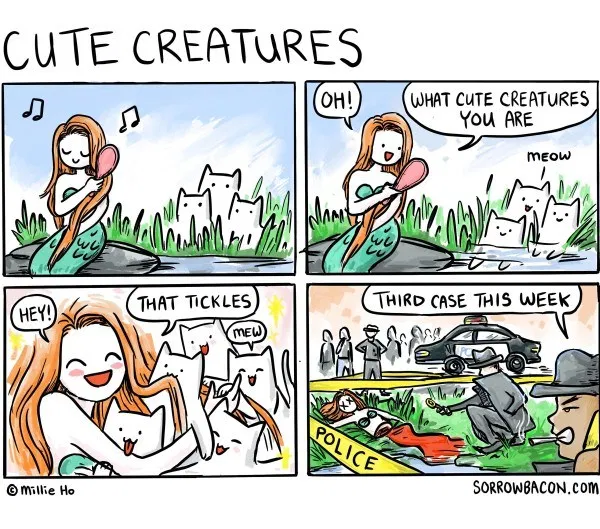 CUTE CREATURES
OH!
WHAT CUTE CREATURES
YOU ARE
MEOW
HEY!
THAT TICKLES
MEW
THIRD CASE THIS WEEK
POLICE
© Millie Ho
SORROWBACON.COM